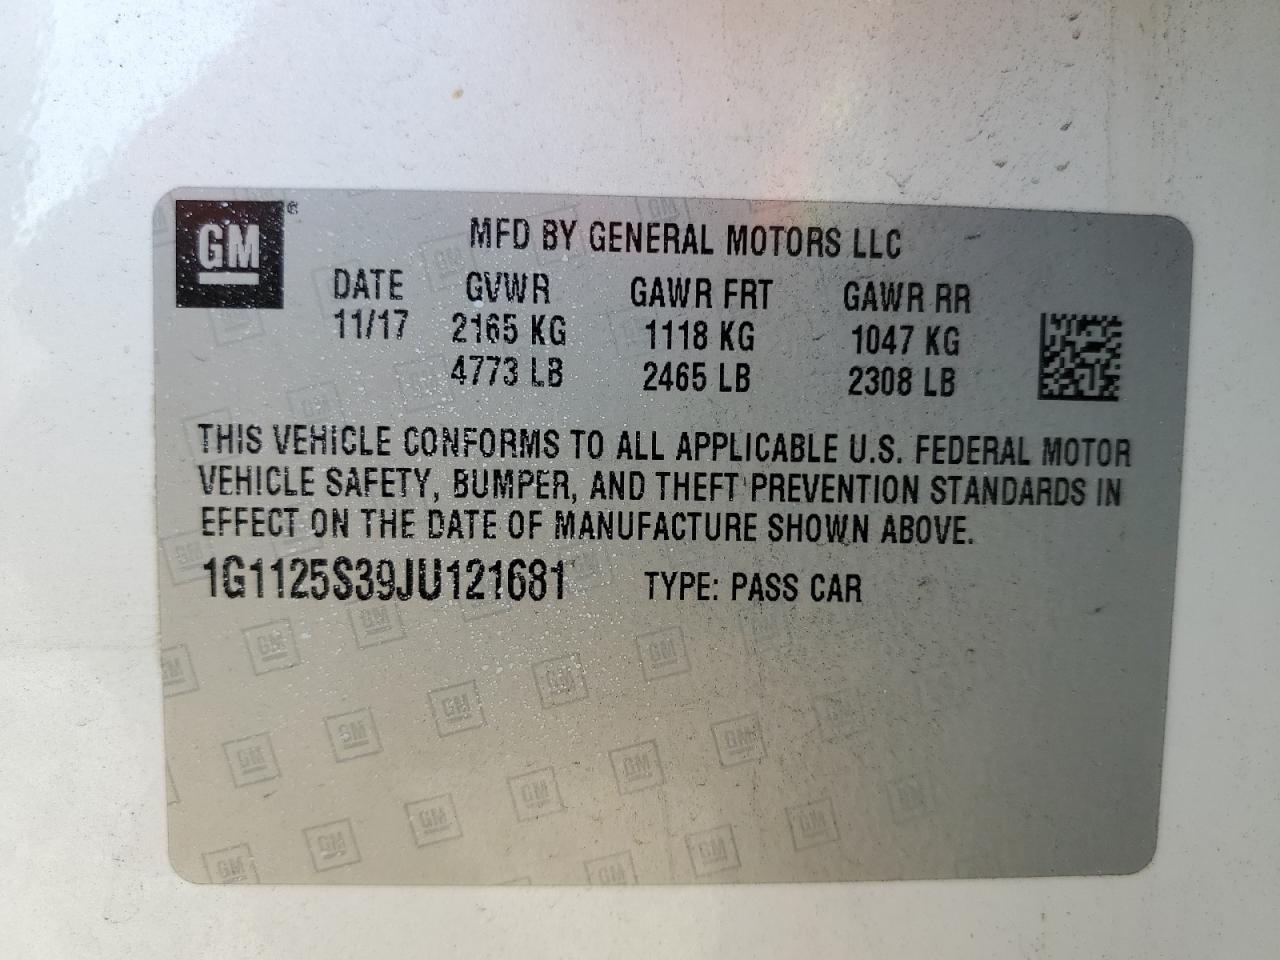 GM ®
MFD BY GENERAL MOTORS LLC
DATE GVWR GAWR FRT GAWR RR
11/17 2165 KG 1118 KG 1047 KG
4773 LB 2465 LB 2308 LB
THIS VEHICLE CONFORMS TO ALL APPLICABLE U.S. FEDERAL MOTOR
VEHICLE SAFETY, BUMPER, AND THEFT PREVENTION STANDARDS IN
EFFECT ON THE DATE OF MANUFACTURE SHOWN ABOVE.
1G1125S39JU121681 TYPE: PASS CAR